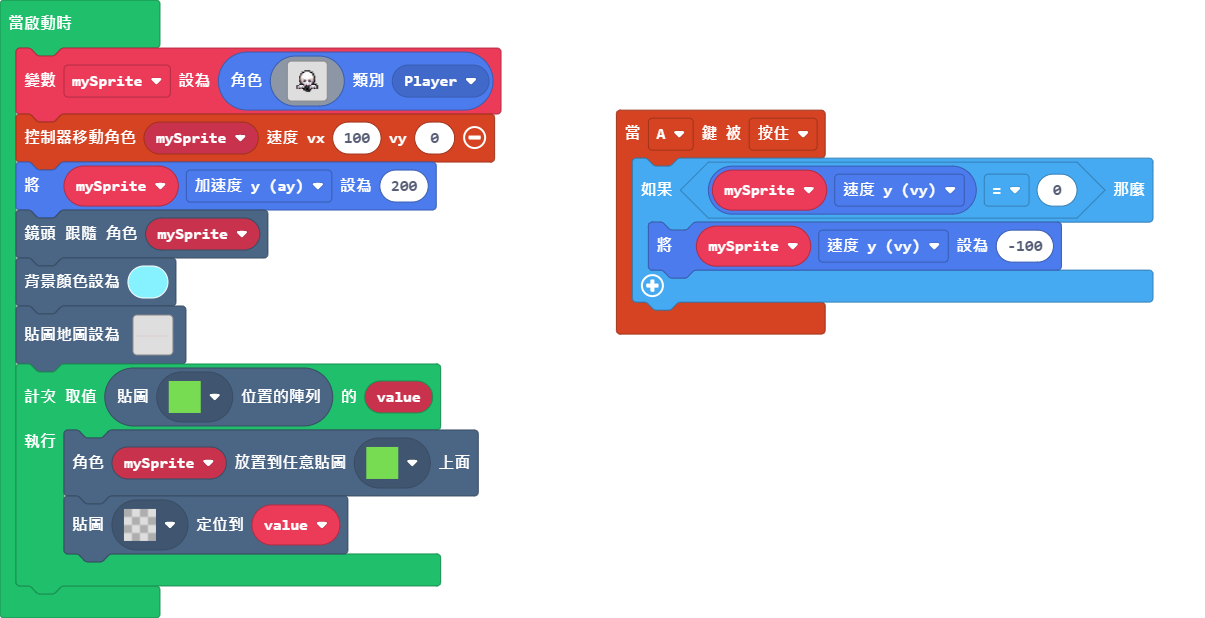 當啟動時
變數 mySprite 設為 角色 類別 Player
控制器移動角色 mySprite 速度 vx 100 vy 0
將 mySprite 加速度 y (ay) 設為 200
鏡頭 跟隨 角色 mySprite
背景顏色設為
貼圖地圖設為
計次 取值 貼圖 位置的陣列 的 value
執行
角色 mySprite 放置到任意貼圖 上面
貼圖 定位到 value
當 A 鍵 被 按住
如果 mySprite 速度 y (vy) = 0 那麼
將 mySprite 速度 y (vy) 設為 -100